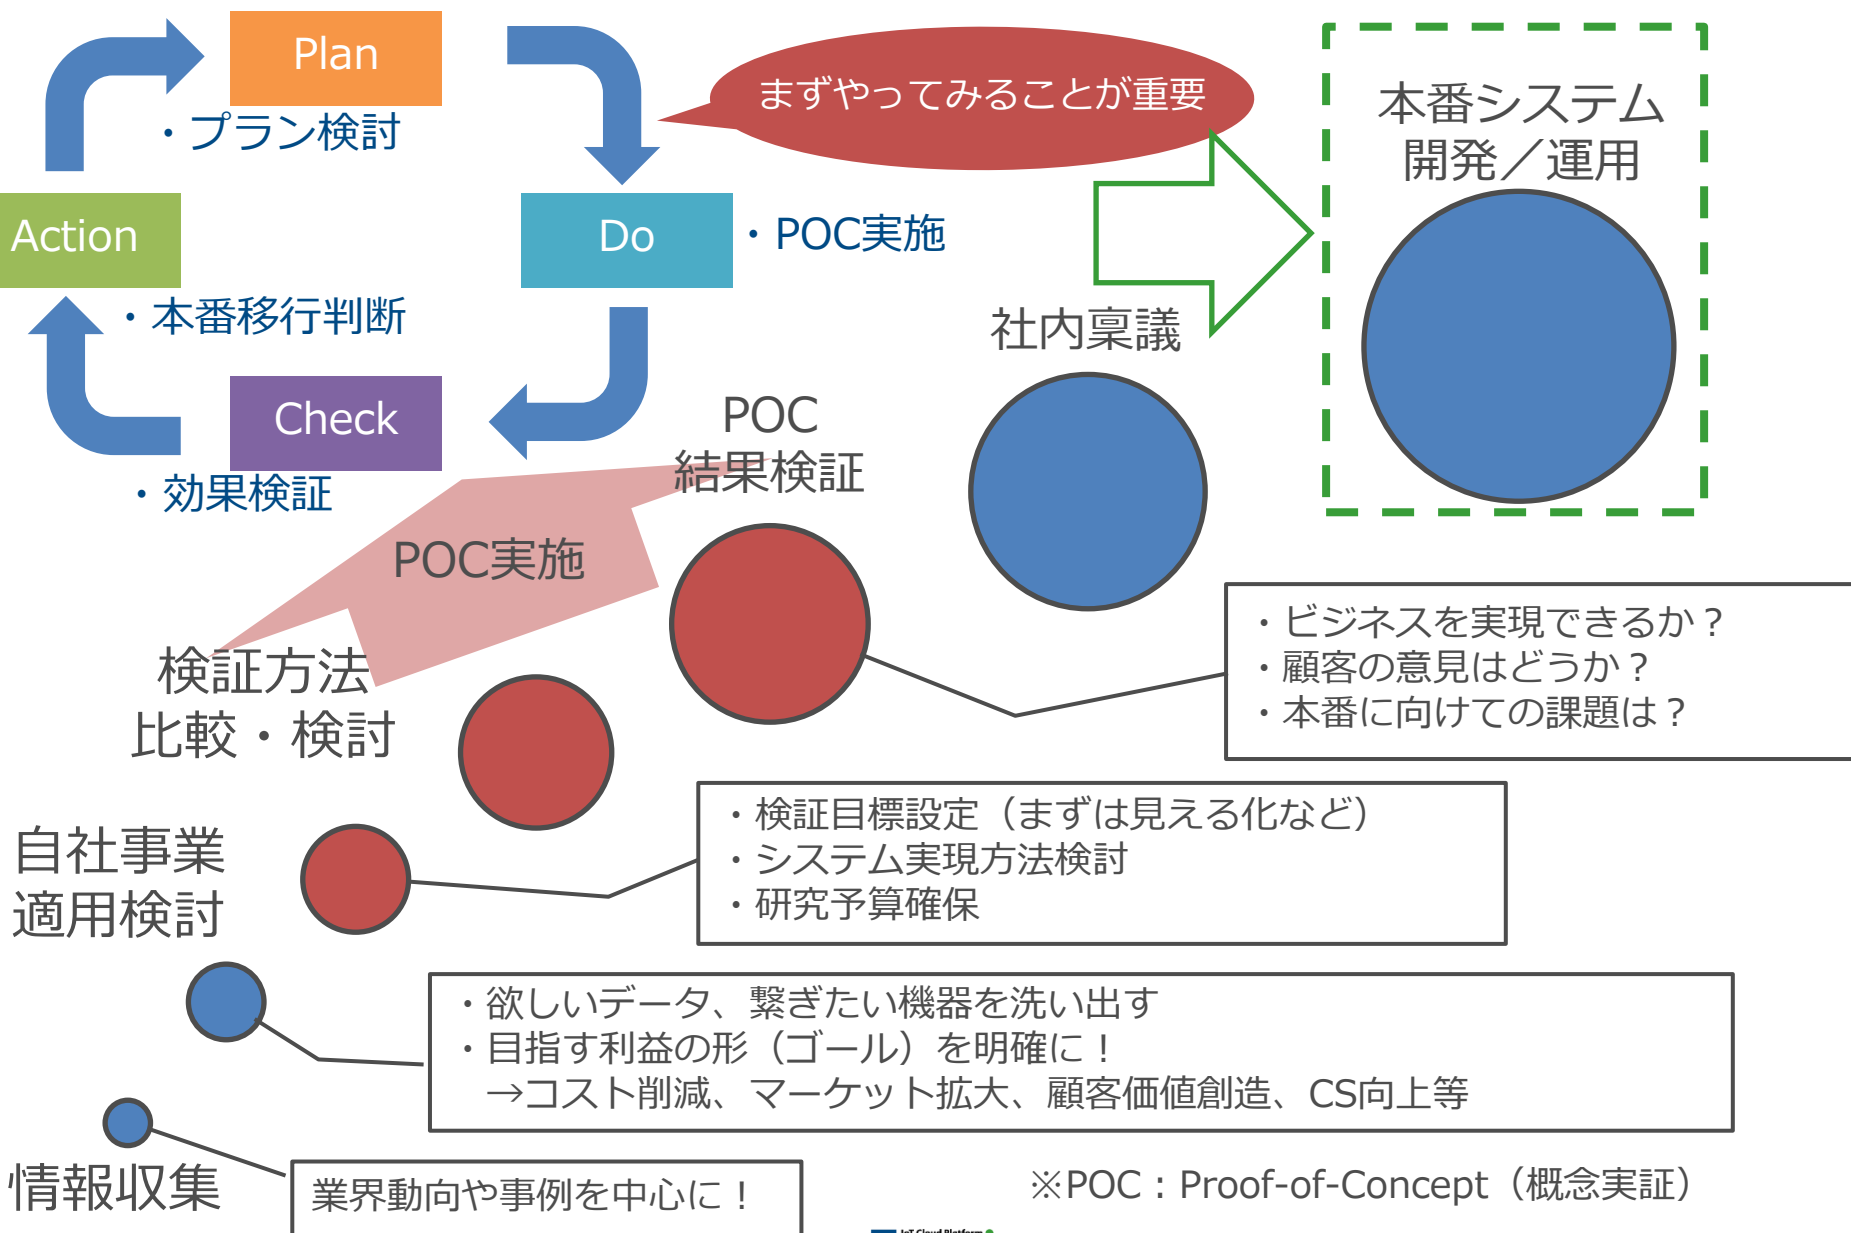 Plan
・プラン検討
まずやってみることが重要
本番システム
開発／運用
Action
Do
・POC実施
・本番移行判断
社内稟議
Check
・効果検証
POC
結果検証
POC実施
・ビジネスを実現できるか？
・顧客の意見はどうか？
・本番に向けての課題は？
検証方法
比較・検討
・検証目標設定（まずは見える化など）
・システム実現方法検討
・研究予算確保
自社事業
適用検討
・欲しいデータ、繋ぎたい機器を洗い出す
・目指す利益の形（ゴール）を明確に！
→コスト削減、マーケット拡大、顧客価値創造、CS向上等
情報収集
業界動向や事例を中心に！
※POC：Proof-of-Concept（概念実証）
IoT Cloud Platform